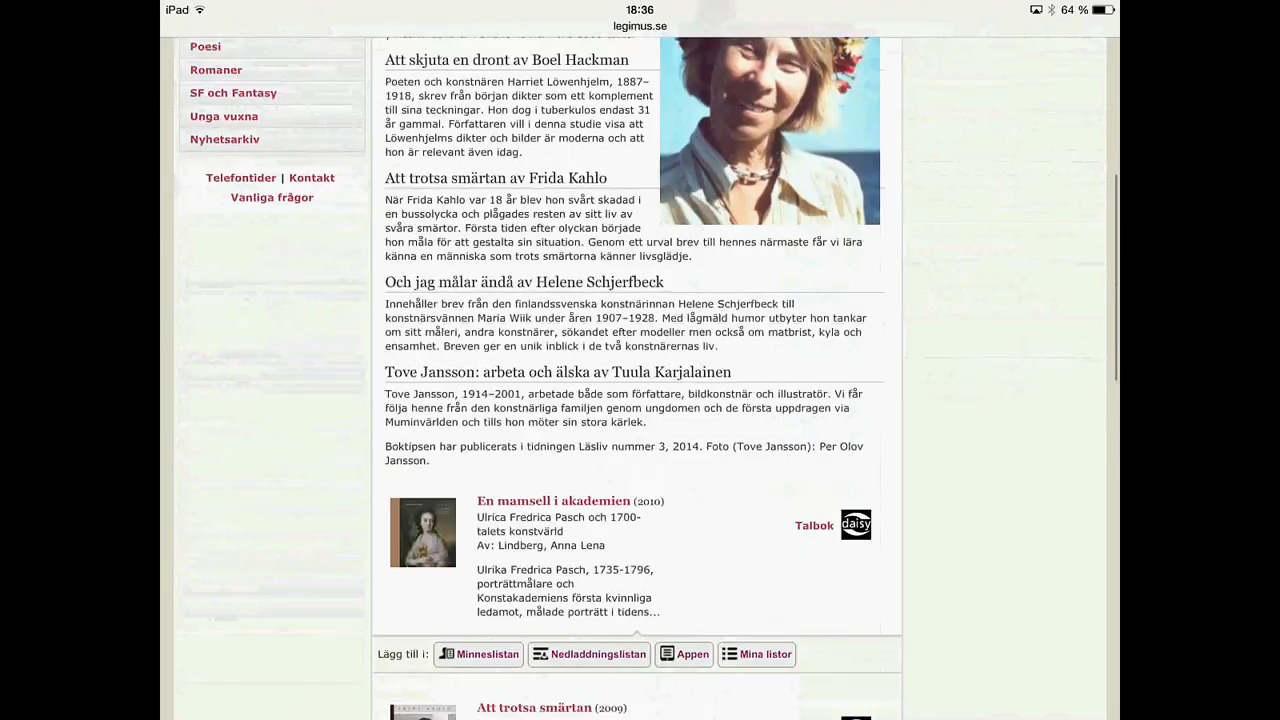 iPad
18:36
64 %
legimus.se
Poesi
Romaner
SF och Fantasy
Unga vuxna
Nyhetsarkiv
Telefontider | Kontakt
Vanliga frågor
Att skjuta en dront av Boel Hackman
Poeten och konstnären Harriet Löwenhjelm, 1887–
1918, skrev från början dikter som ett komplement
till sina teckningar. Hon dog i tuberkulos endast 31
år gammal. Författaren vill i denna studie visa att
Löwenhjelms dikter och bilder är moderna och att
hon är relevant även idag.
Att trotsa smärtan av Frida Kahlo
När Frida Kahlo var 18 år blev hon svårt skadad i
en bussolycka och plågades resten av sitt liv av
svåra smärtor. Första tiden efter olyckan började
hon måla för att gestalta sin situation. Genom ett urval brev till hennes närmaste får vi lära
känna en människa som trots smärtorna känner livsglädje.
Och jag målar ändå av Helene Schjerfbeck
Innehåller brev från den finlandssvenska konstnärinnan Helene Schjerfbeck till
konstnärsvännen Maria Wiik under åren 1907–1928. Med lågmäld humor utbyter hon tankar
om sitt måleri, andra konstnärer, sökandet efter modeller men också om matbrist, kyla och
ensamhet. Breven ger en unik inblick i de två konstnärernas liv.
Tove Jansson: arbeta och älska av Tuula Karjalainen
Tove Jansson, 1914–2001, arbetade både som författare, bildkonstnär och illustratör. Vi får
följa henne från den konstnärliga familjen genom ungdomen och de första uppdragen via
Muminvärlden och tills hon möter sin stora kärlek.
Boktipsen har publicerats i tidningen Läsliv nummer 3, 2014. Foto (Tove Jansson): Per Olov
Jansson.
En mamsell i akademien (2010)
Ulrica Fredrica Pasch och 1700-
talets konstvärld
Av: Lindberg, Anna Lena
Talbok
daisy
Ulrika Fredrica Pasch, 1735-1796,
porträttmålare och
Konstakademiens första kvinnliga
ledamot, målade porträtt i tidens...
Lägg till i:
Minneslistan
Nedladdningslistan
Appen
Mina listor
Att trotsa smärtan (2009)